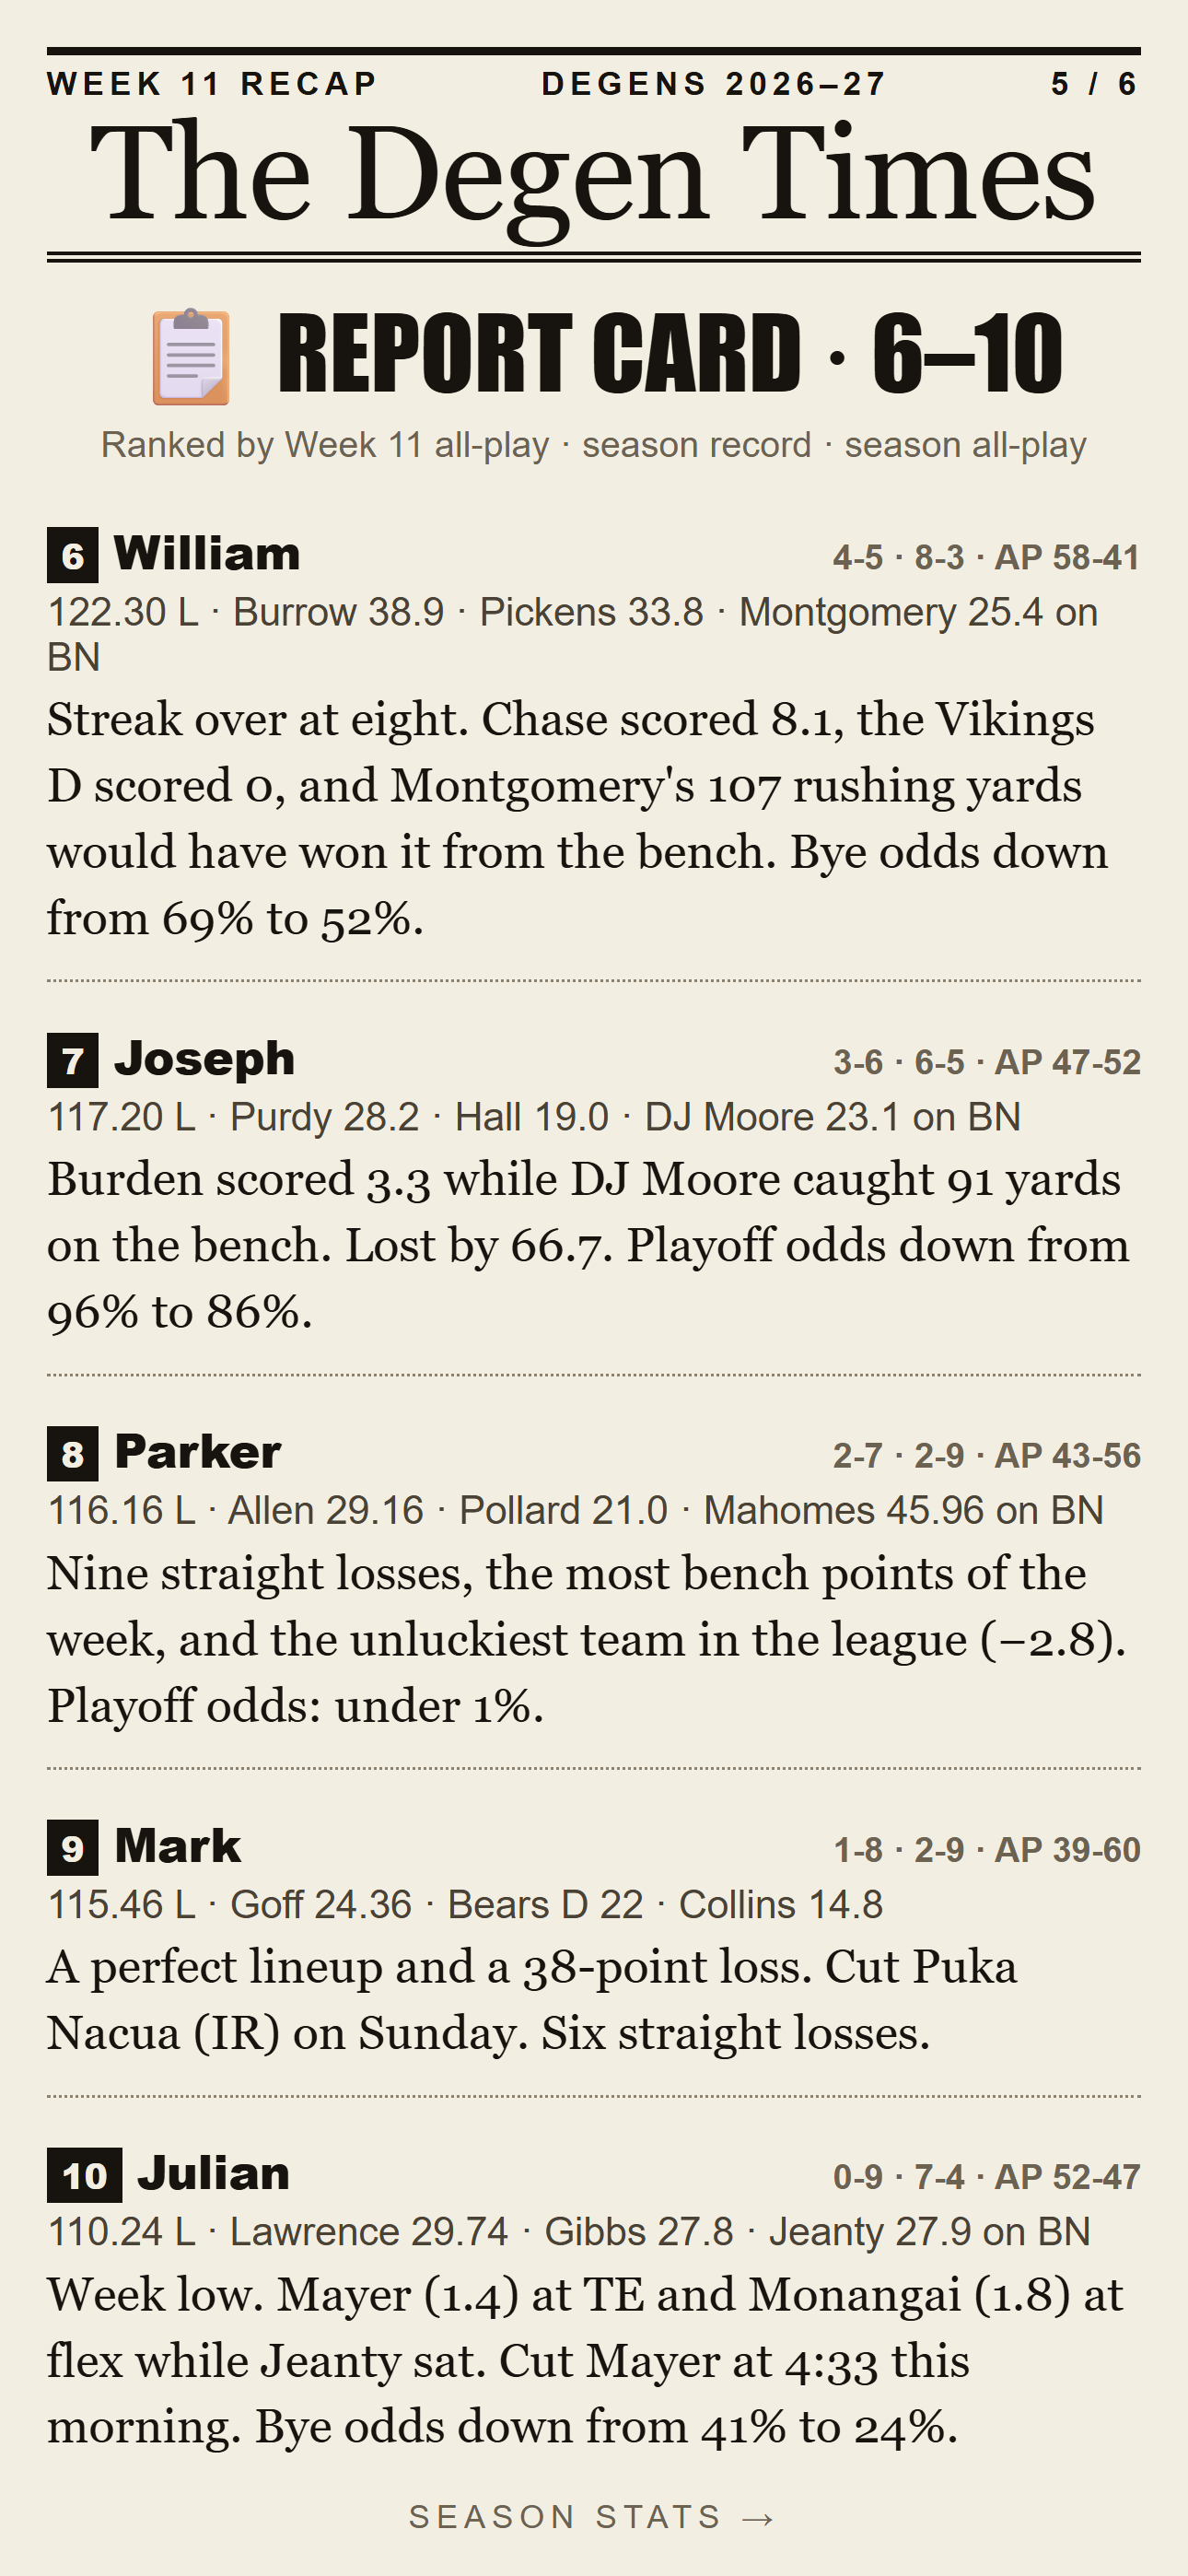 WEEK 11 RECAP DEGENS 2026–27 5 / 6
The Degen Times
REPORT CARD · 6–10
Ranked by Week 11 all-play · season record · season all-play
6 William 4-5 · 8-3 · AP 58-41
122.30 L · Burrow 38.9 · Pickens 33.8 · Montgomery 25.4 on
BN
Streak over at eight. Chase scored 8.1, the Vikings
D scored 0, and Montgomery's 107 rushing yards
would have won it from the bench. Bye odds down
from 69% to 52%.
7 Joseph 3-6 · 6-5 · AP 47-52
117.20 L · Purdy 28.2 · Hall 19.0 · DJ Moore 23.1 on BN
Burden scored 3.3 while DJ Moore caught 91 yards
on the bench. Lost by 66.7. Playoff odds down from
96% to 86%.
8 Parker 2-7 · 2-9 · AP 43-56
116.16 L · Allen 29.16 · Pollard 21.0 · Mahomes 45.96 on BN
Nine straight losses, the most bench points of the
week, and the unluckiest team in the league (−2.8).
Playoff odds: under 1%.
9 Mark 1-8 · 2-9 · AP 39-60
115.46 L · Goff 24.36 · Bears D 22 · Collins 14.8
A perfect lineup and a 38-point loss. Cut Puka
Nacua (IR) on Sunday. Six straight losses.
10 Julian 0-9 · 7-4 · AP 52-47
110.24 L · Lawrence 29.74 · Gibbs 27.8 · Jeanty 27.9 on BN
Week low. Mayer (1.4) at TE and Monangai (1.8) at
flex while Jeanty sat. Cut Mayer at 4:33 this
morning. Bye odds down from 41% to 24%.
SEASON STATS →